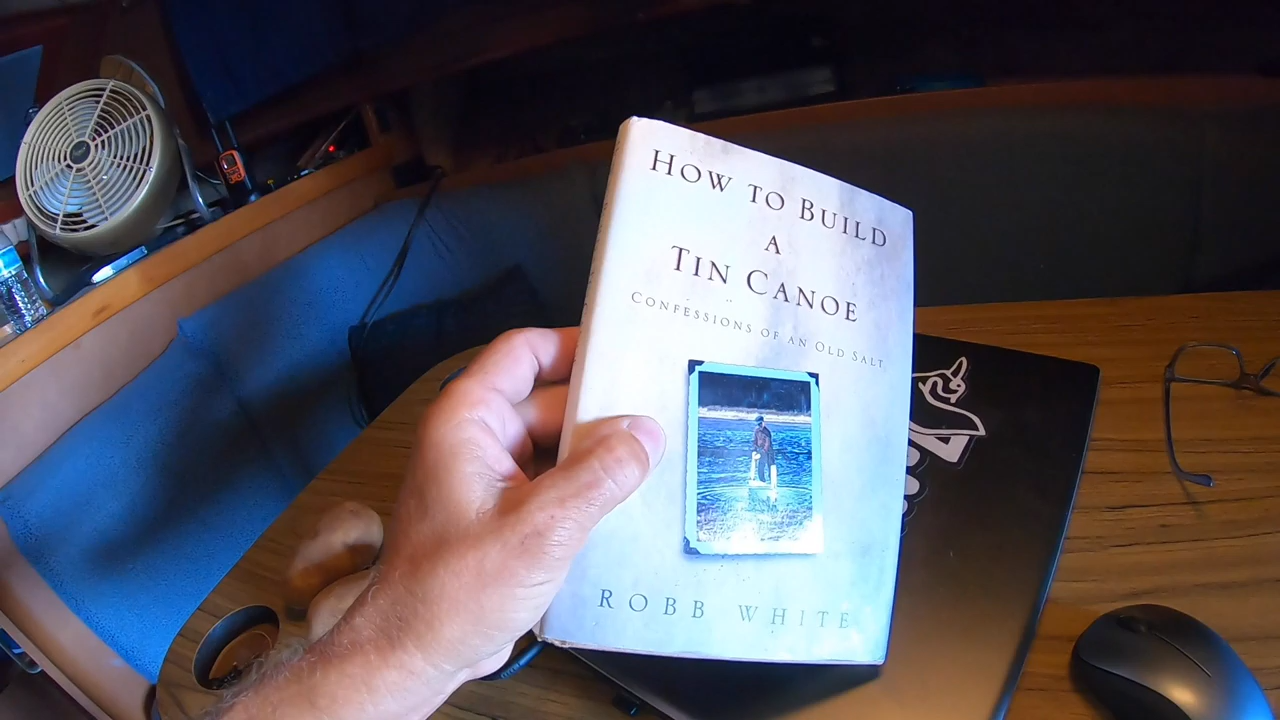 HOW TO BUILD
A
TIN CANOE
CONFESSIONS OF AN OLD SALT
ROBB WHITE